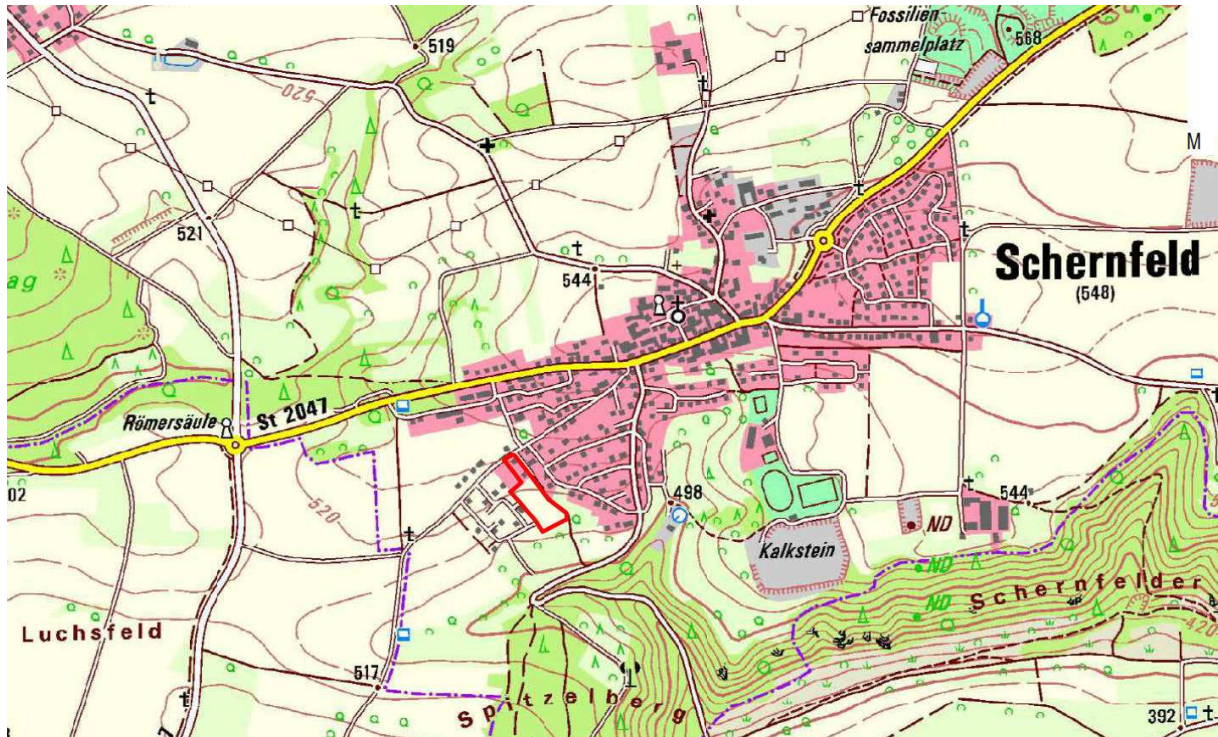 Fossilien-
sammelplatz
568
519
520
M
521
544
Schernfeld
(548)
ag
Römersäule
St 2047
02
520
498
544
ND
Kalkstein
ND
ND
Schernfelder
Luchsfeld
420
517
Spitzelberg
392
7